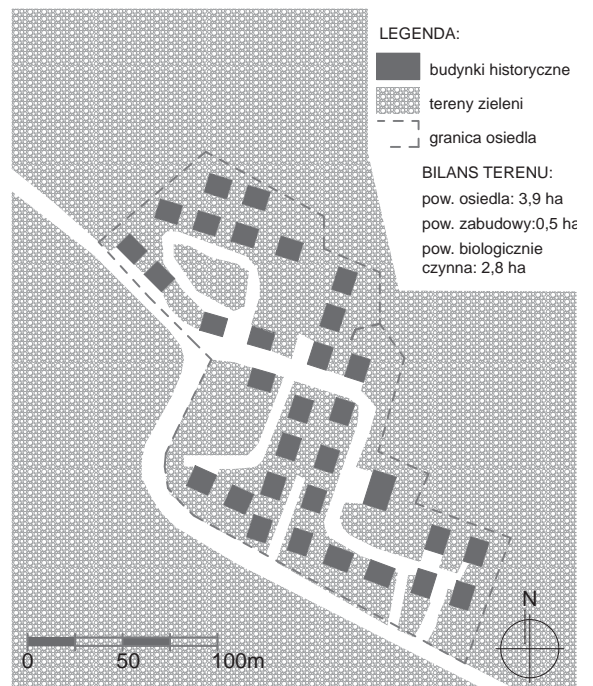 LEGENDA:
budynki historyczne
tereny zieleni
granica osiedla
BILANS TERENU:
pow. osiedla: 3,9 ha
pow. zabudowy:0,5 ha
pow. biologicznie
czynna: 2,8 ha
N
0 50 100m